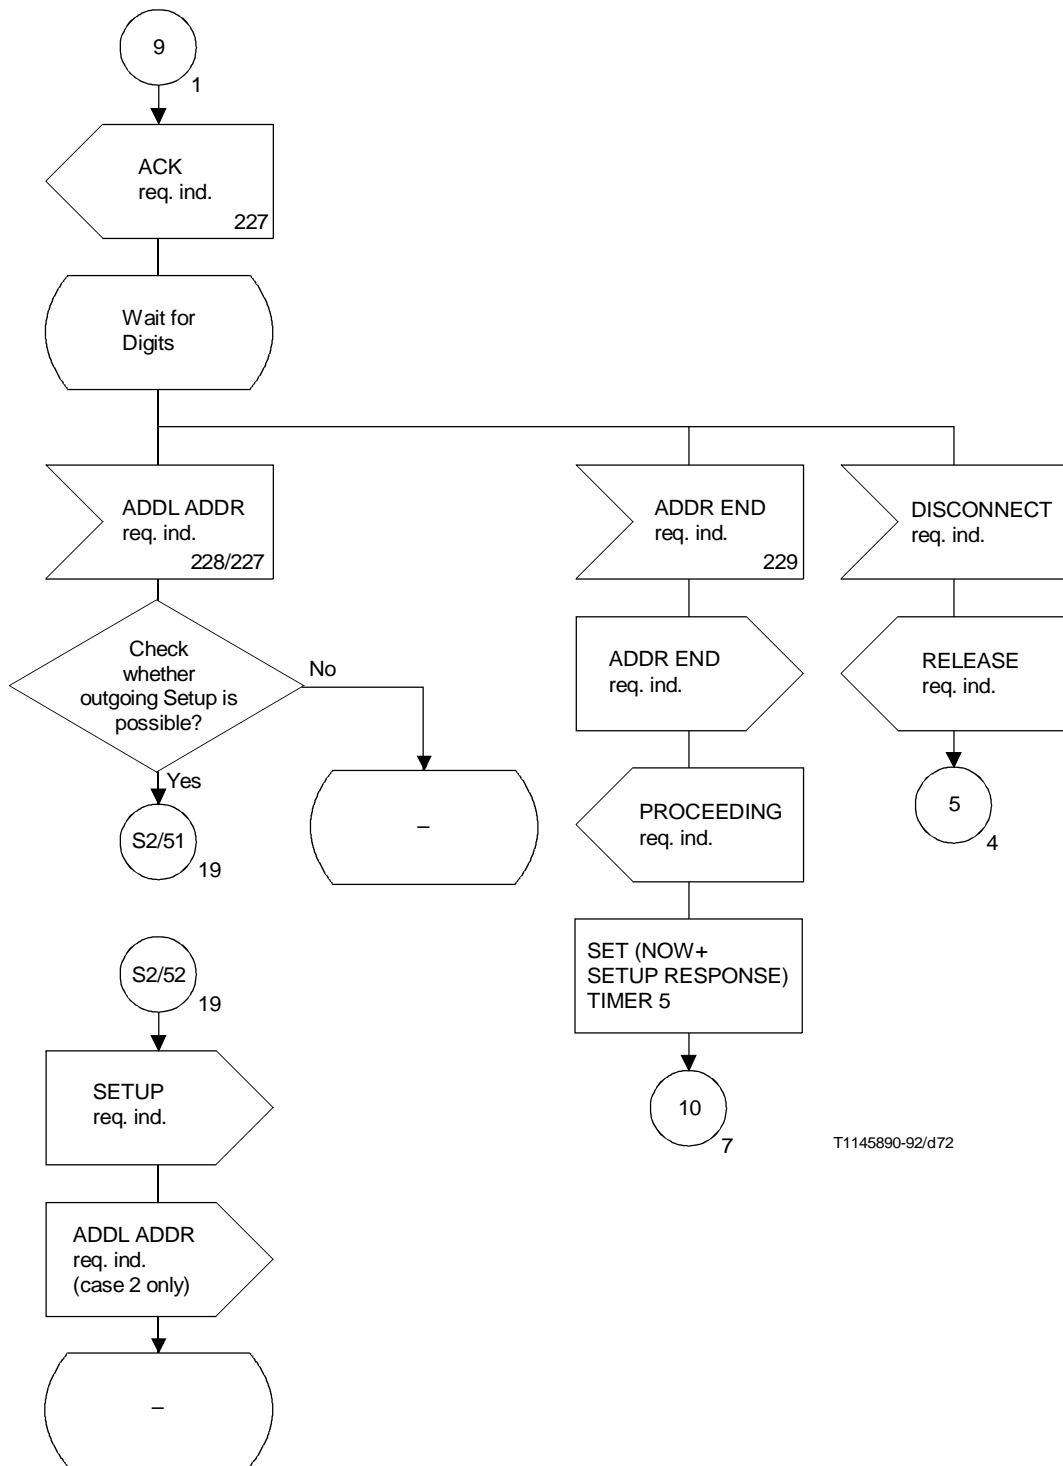 9
1
ACK
req. ind.
227
Wait for
Digits
ADDL ADDR
req. ind.
228/227
ADDR END
req. ind.
229
DISCONNECT
req. ind.
Check
whether
outgoing Setup is
possible?
No
Yes
S2/51
19
–
ADDR END
req. ind.
PROCEEDING
req. ind.
SET (NOW+
SETUP RESPONSE)
TIMER 5
10
7
RELEASE
req. ind.
5
4
S2/52
19
SETUP
req. ind.
ADDL ADDR
req. ind.
(case 2 only)
–
T1145890-92/d72